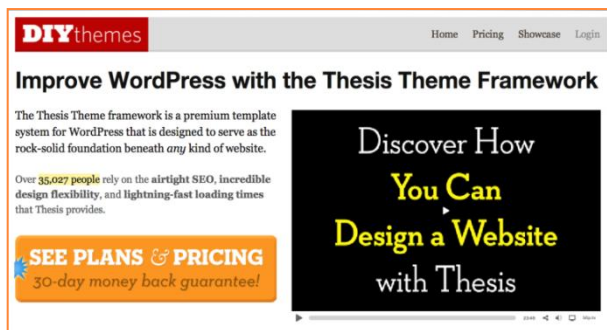 DIYthemes
Home Pricing Showcase Login
Improve WordPress with the Thesis Theme Framework
The Thesis Theme framework is a premium template
system for WordPress that is designed to serve as the
rock-solid foundation beneath any kind of website.
Over 35,027 people rely on the airtight SEO, incredible
design flexibility, and lightning-fast loading times
that Thesis provides.
SEE PLANS & PRICING
30-day money back guarantee!
Discover How
You Can
Design a Website
with Thesis